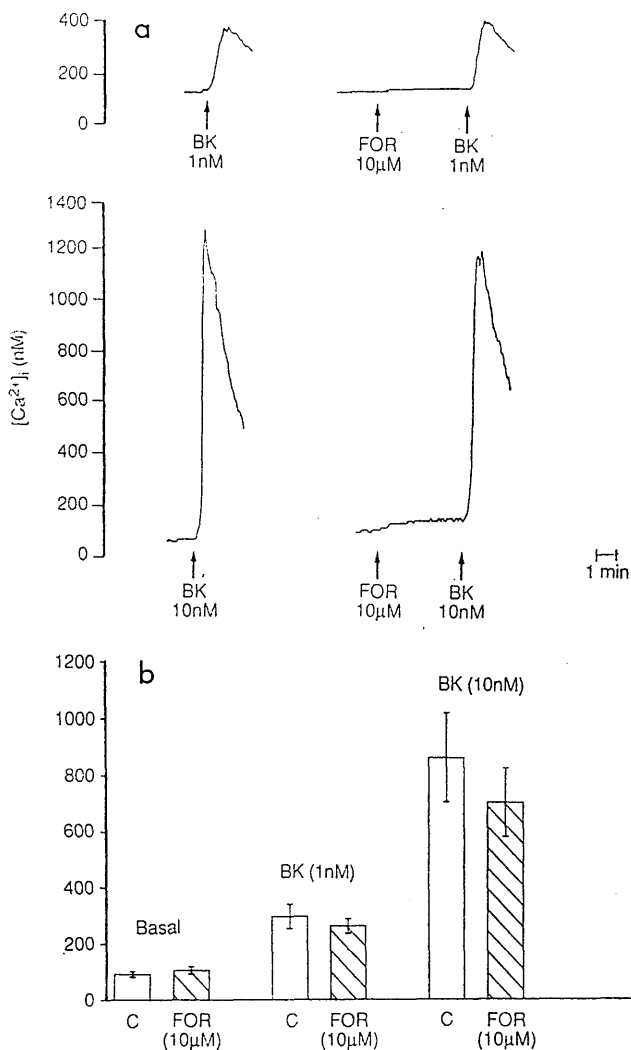 a
400
200
0
BK
1nM
FOR
10µM
BK
1nM
[Ca²⁺]i (nM)
1400
1200
1000
800
600
400
200
0
BK
10nM
FOR
10µM
BK
10nM
1 min
b
1200
1000
800
600
400
200
0
Basal
BK (1nM)
BK (10nM)
C
FOR
(10µM)
C
FOR
(10µM)
C
FOR
(10µM)